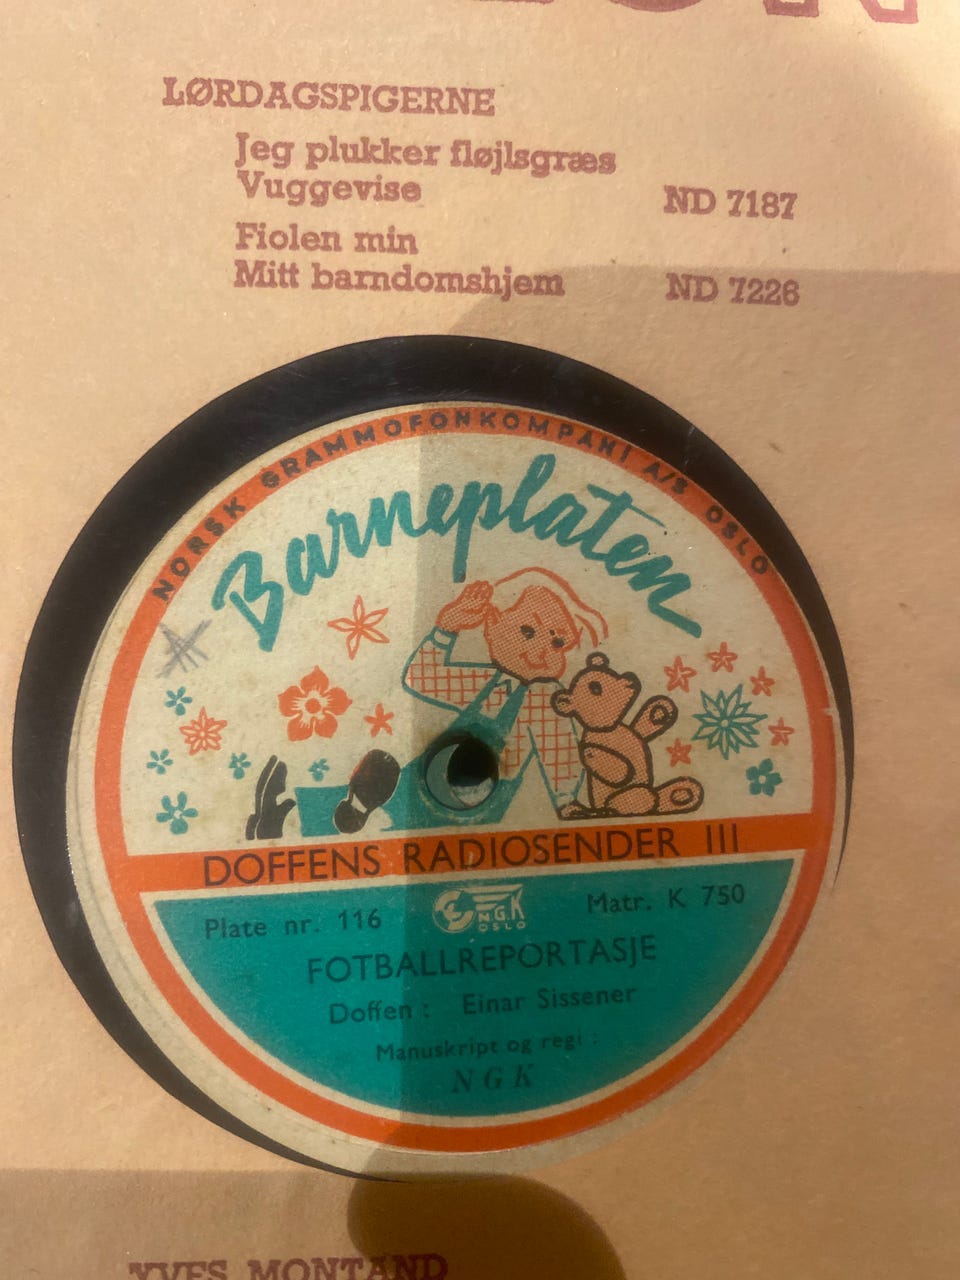 LØRDAGSPIGERNE
Jeg plukker fløjlsgræs
Vuggevise ND 7187
Fiolen min
Mitt barndomshjem ND 7226
NORSK GRAMMOFONKOMPANI A/S OSLO
Barneplaten
DOFFENS RADIOSENDER III
Plate nr. 116 N.G.K OSLO Matr. K 750
FOTBALLREPORTASJE
Doffen : Einar Sissener
Manuskript og regi :
NGK
YVES MONTAND